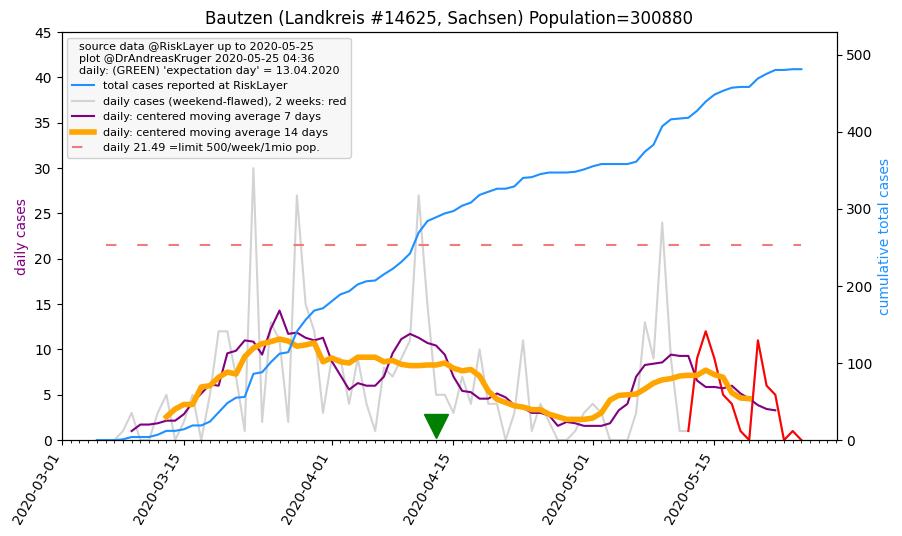 Bautzen (Landkreis #14625, Sachsen) Population=300880
source data @RiskLayer up to 2020-05-25
plot @DrAndreasKruger 2020-05-25 04:36
daily: (GREEN) 'expectation day' = 13.04.2020
total cases reported at RiskLayer
daily cases (weekend-flawed), 2 weeks: red
daily: centered moving average 7 days
daily: centered moving average 14 days
daily 21.49 =limit 500/week/1mio pop.
daily cases
45
40
35
30
25
20
15
10
5
0
cumulative total cases
500
400
300
200
100
0
2020-03-01
2020-03-15
2020-04-01
2020-04-15
2020-05-01
2020-05-15